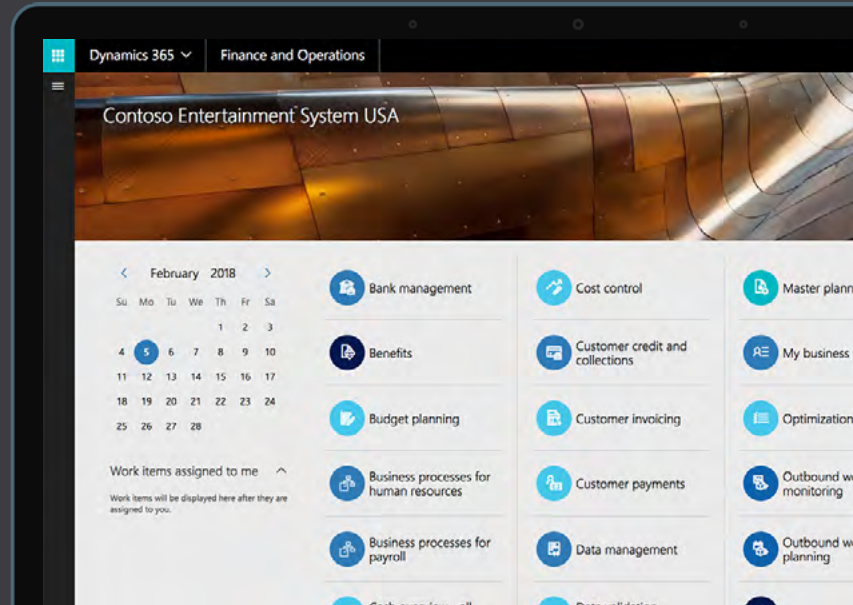 Dynamics 365
Finance and Operations
Contoso Entertainment System USA
February 2018
Su Mo Tu We Th Fr Sa
1 2 3
4 5 6 7 8 9 10
11 12 13 14 15 16 17
18 19 20 21 22 23 24
25 26 27 28
Work items assigned to me
Work items will be displayed here after they are
assigned to you.
Bank management
Benefits
Budget planning
Business processes for
human resources
Business processes for
payroll
Cost control
Customer credit and
collections
Customer invoicing
Customer payments
Data management
Master plann
My business
Optimization
Outbound wo
monitoring
Outbound wo
planning